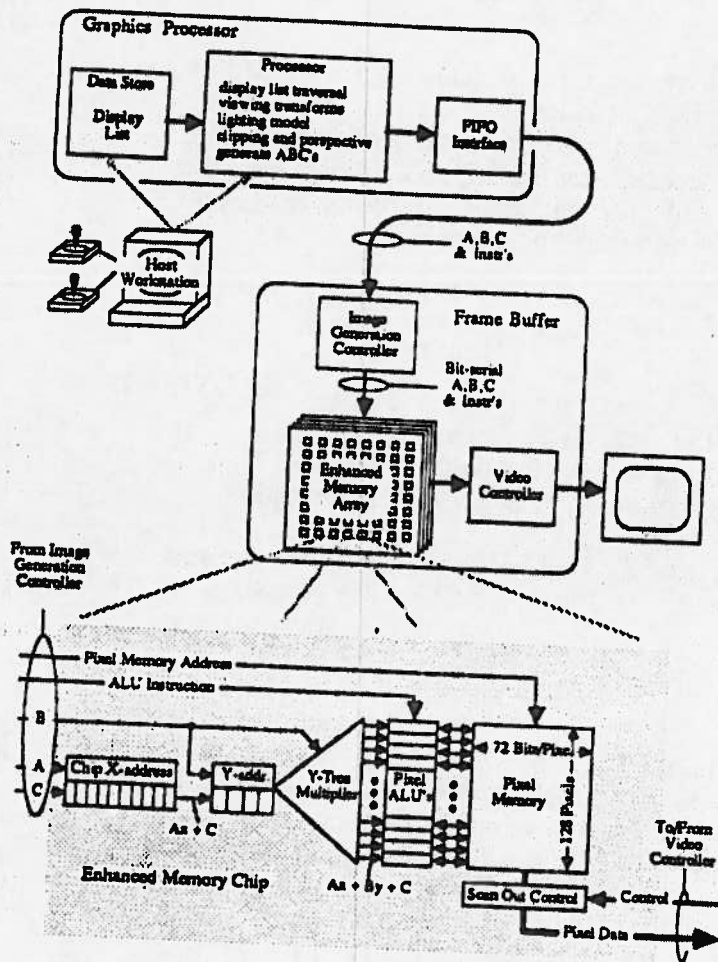 Graphics Processor
Data Store
Display
List
Processor
display list traversal
viewing transforms
lighting model
clipping and perspective
generate ABC's
FIFO
Interface
Host
Workstation
A,B,C
& Instr's
Image
Generation
Controller
Frame Buffer
Bit-serial
A,B,C
& Instr's
Enhanced
Memory
Array
Video
Controller
From Image
Generation
Controller
Pixel Memory Address
ALU Instruction
B
A
C
Chip X-address
Y-addr.
Y-Tree
Multiplier
Pixel
ALU's
72 Bits/Pixel
Pixel
Memory
128 Pixels
Ax + C
Ax + By + C
Enhanced Memory Chip
To/From
Video
Controller
Scan Out Control
Control
Pixel Data